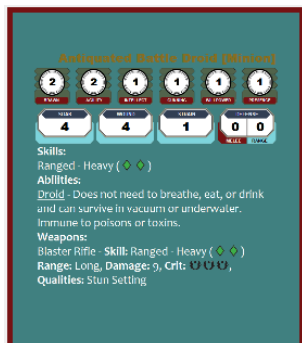 Antiquated Battle Droid [Minion]
2 2 1 1 1 1
BRAWN AGILITY INTELLECT CUNNING WILLPOWER PRESENCE
SOAK WOUND STRAIN DEFENSE
4 4 1 0 0
MELEE RANGE
Skills:
Ranged - Heavy ( )
Abilities:
Droid - Does not need to breathe, eat, or drink
and can survive in vacuum or underwater.
Immune to poisons or toxins.
Weapons:
Blaster Rifle - Skill: Ranged - Heavy ( )
Range: Long, Damage: 9, Crit: ,
Qualities: Stun Setting